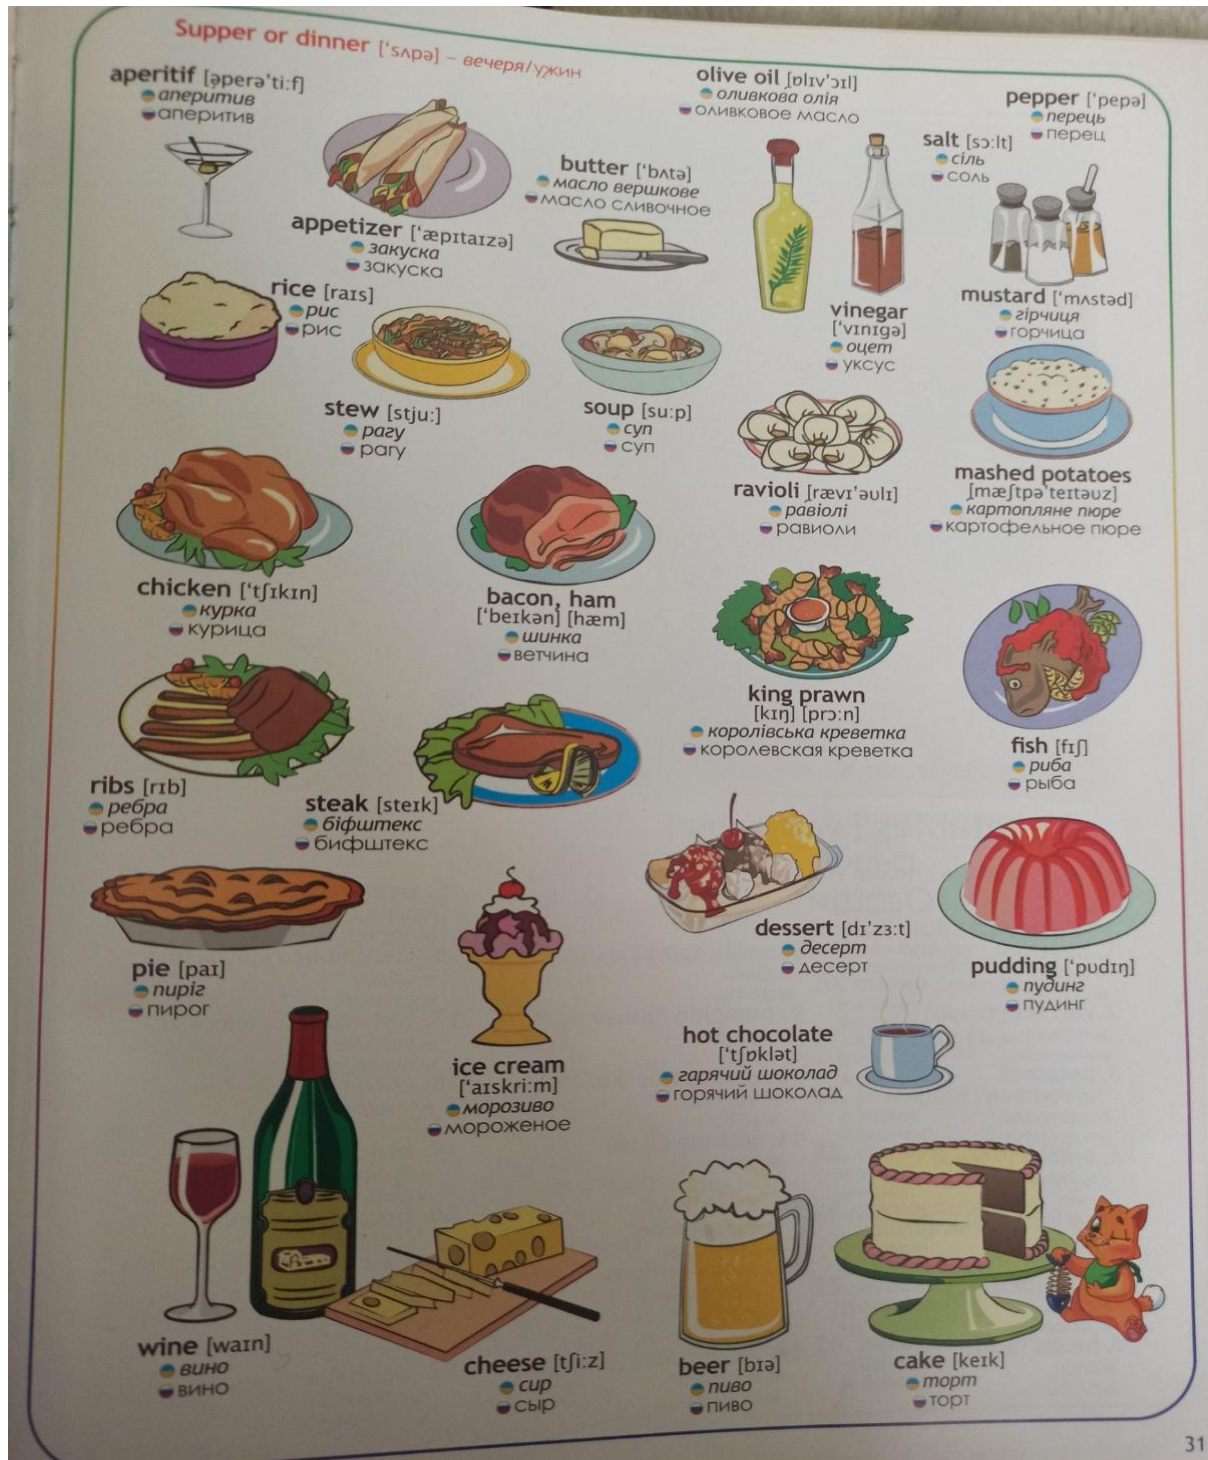 Supper or dinner ['sʌpə] – вечеря/ужин
aperitif [əperə'ti:f]
аперитив
аперитив
olive oil [ɒlɪv'ɔɪl]
оливкова олія
оливковое масло
pepper ['pepə]
перець
перец
salt [sɔ:lt]
сіль
соль
butter ['bʌtə]
масло вершкове
масло сливочное
appetizer ['æpɪtaɪzə]
закуска
закуска
rice [raɪs]
рис
рис
vinegar
['vɪnɪgə]
оцет
уксус
mustard ['mʌstəd]
гірчиця
горчица
stew [stju:]
рагу
рагу
soup [su:p]
суп
суп
ravioli [rævɪ'əʊlɪ]
равіолі
равиоли
mashed potatoes
[mæʃtpə'teɪtəʊz]
картопляне пюре
картофельное пюре
chicken ['tʃɪkɪn]
курка
курица
bacon, ham
['beɪkən] [hæm]
шинка
ветчина
king prawn
[kɪŋ] [prɔ:n]
королівська креветка
королевская креветка
fish [fɪʃ]
риба
рыба
ribs [rɪb]
ребра
ребра
steak [steɪk]
біфштекс
бифштекс
dessert [dɪ'zɜ:t]
десерт
десерт
pie [paɪ]
пиріг
пирог
pudding ['pʊdɪŋ]
пудинг
пудинг
ice cream
['aɪskri:m]
морозиво
мороженое
hot chocolate
['tʃɒklət]
гарячий шоколад
горячий шоколад
wine [waɪn]
вино
вино
cheese [tʃi:z]
сир
сыр
beer [bɪə]
пиво
пиво
cake [keɪk]
торт
торт
31